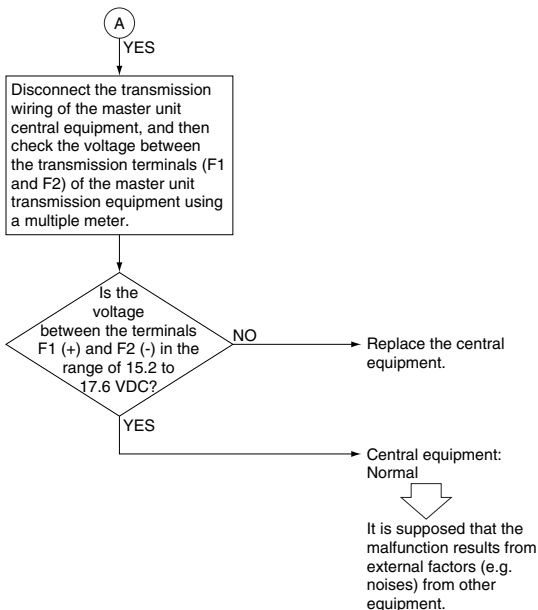 A
YES
Disconnect the transmission
wiring of the master unit
central equipment, and then
check the voltage between
the transmission terminals (F1
and F2) of the master unit
transmission equipment using
a multiple meter.
Is the
voltage
between the terminals
F1 (+) and F2 (-) in the
range of 15.2 to
17.6 VDC?
NO
Replace the central
equipment.
YES
Central equipment:
Normal
It is supposed that the
malfunction results from
external factors (e.g.
noises) from other
equipment.